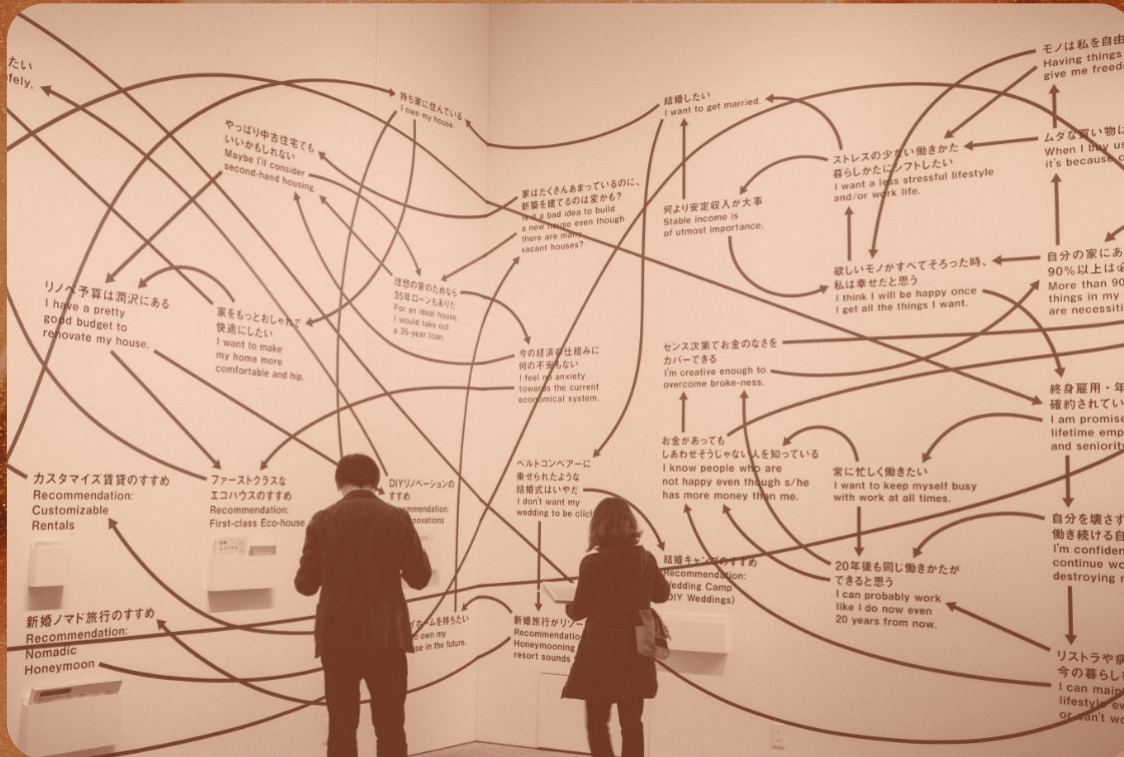 たい
fely,
持ち家に住んでいる
I own my house.
やっぱり中古住宅でも
いいかもしれない
Maybe I'll consider
second-hand housing.
家はたくさんあまっているのに、
新築を建てるのは変かも?
Is it a bad idea to build
a new house even though
there are many
vacant houses?
リノベ予算は潤沢にある
I have a pretty
good budget to
renovate my house.
家をもっとおしゃれで
快適にしたい
I want to make
my home more
comfortable and hip.
理想の家のためなら
35年ローンもありだ
For an ideal house,
I would take out
a 35-year loan.
今の経済の仕組みに
何の不安もない
I feel no anxiety
towards the current
economical system.
カスタマイズ賃貸のすすめ
Recommendation:
Customizable
Rentals
ファーストクラスな
エコハウスのすすめ
Recommendation:
First-class Eco-house
DIYリノベーションの
すすめ
新婚ノマド旅行のすすめ
Recommendation:
Nomadic
Honeymoon
イホームを持ちたい
own my
se in the future.
ベルトコンベアーに
乗せられたような
結婚式はいやだ
I don't want my
wedding to be clich
新婚旅行がリゾー
Recommendation
Honeymooning
resort sounds
結婚キャンプのすすめ
Recommendation:
Wedding Camp
DIY Weddings)
結婚したい
I want to get married.
何より安定収入が大事
Stable income is
of utmost importance.
ストレスの少ない働きかた
暮らしかたにシフトしたい
I want a less stressful lifestyle
and/or work life.
欲しいモノがすべてそろった時、
私は幸せだと思う
I think I will be happy once
I get all the things I want.
センス次第でお金のなさを
カバーできる
I'm creative enough to
overcome broke-ness.
お金があっても
しあわせそうじゃない人を知っている
I know people who are
not happy even though s/he
has more money than me.
常に忙しく働きたい
I want to keep myself busy
with work at all times.
20年後も同じ働きかたが
できると思う
I can probably work
like I do now even
20 years from now.
モノは私を自由
Having things
give me freed
ムダな買い物に
When I buy us
it's because o
自分の家にあ
90%以上は必
More than 90
things in my
are necessiti
終身雇用・年
確約されてい
I am promise
lifetime emp
and seniority
自分を壊さず
働き続ける自
I'm confiden
continue wo
destroying m
リストラや病
今の暮らしを
I can main
lifestyle ev
or can't wo